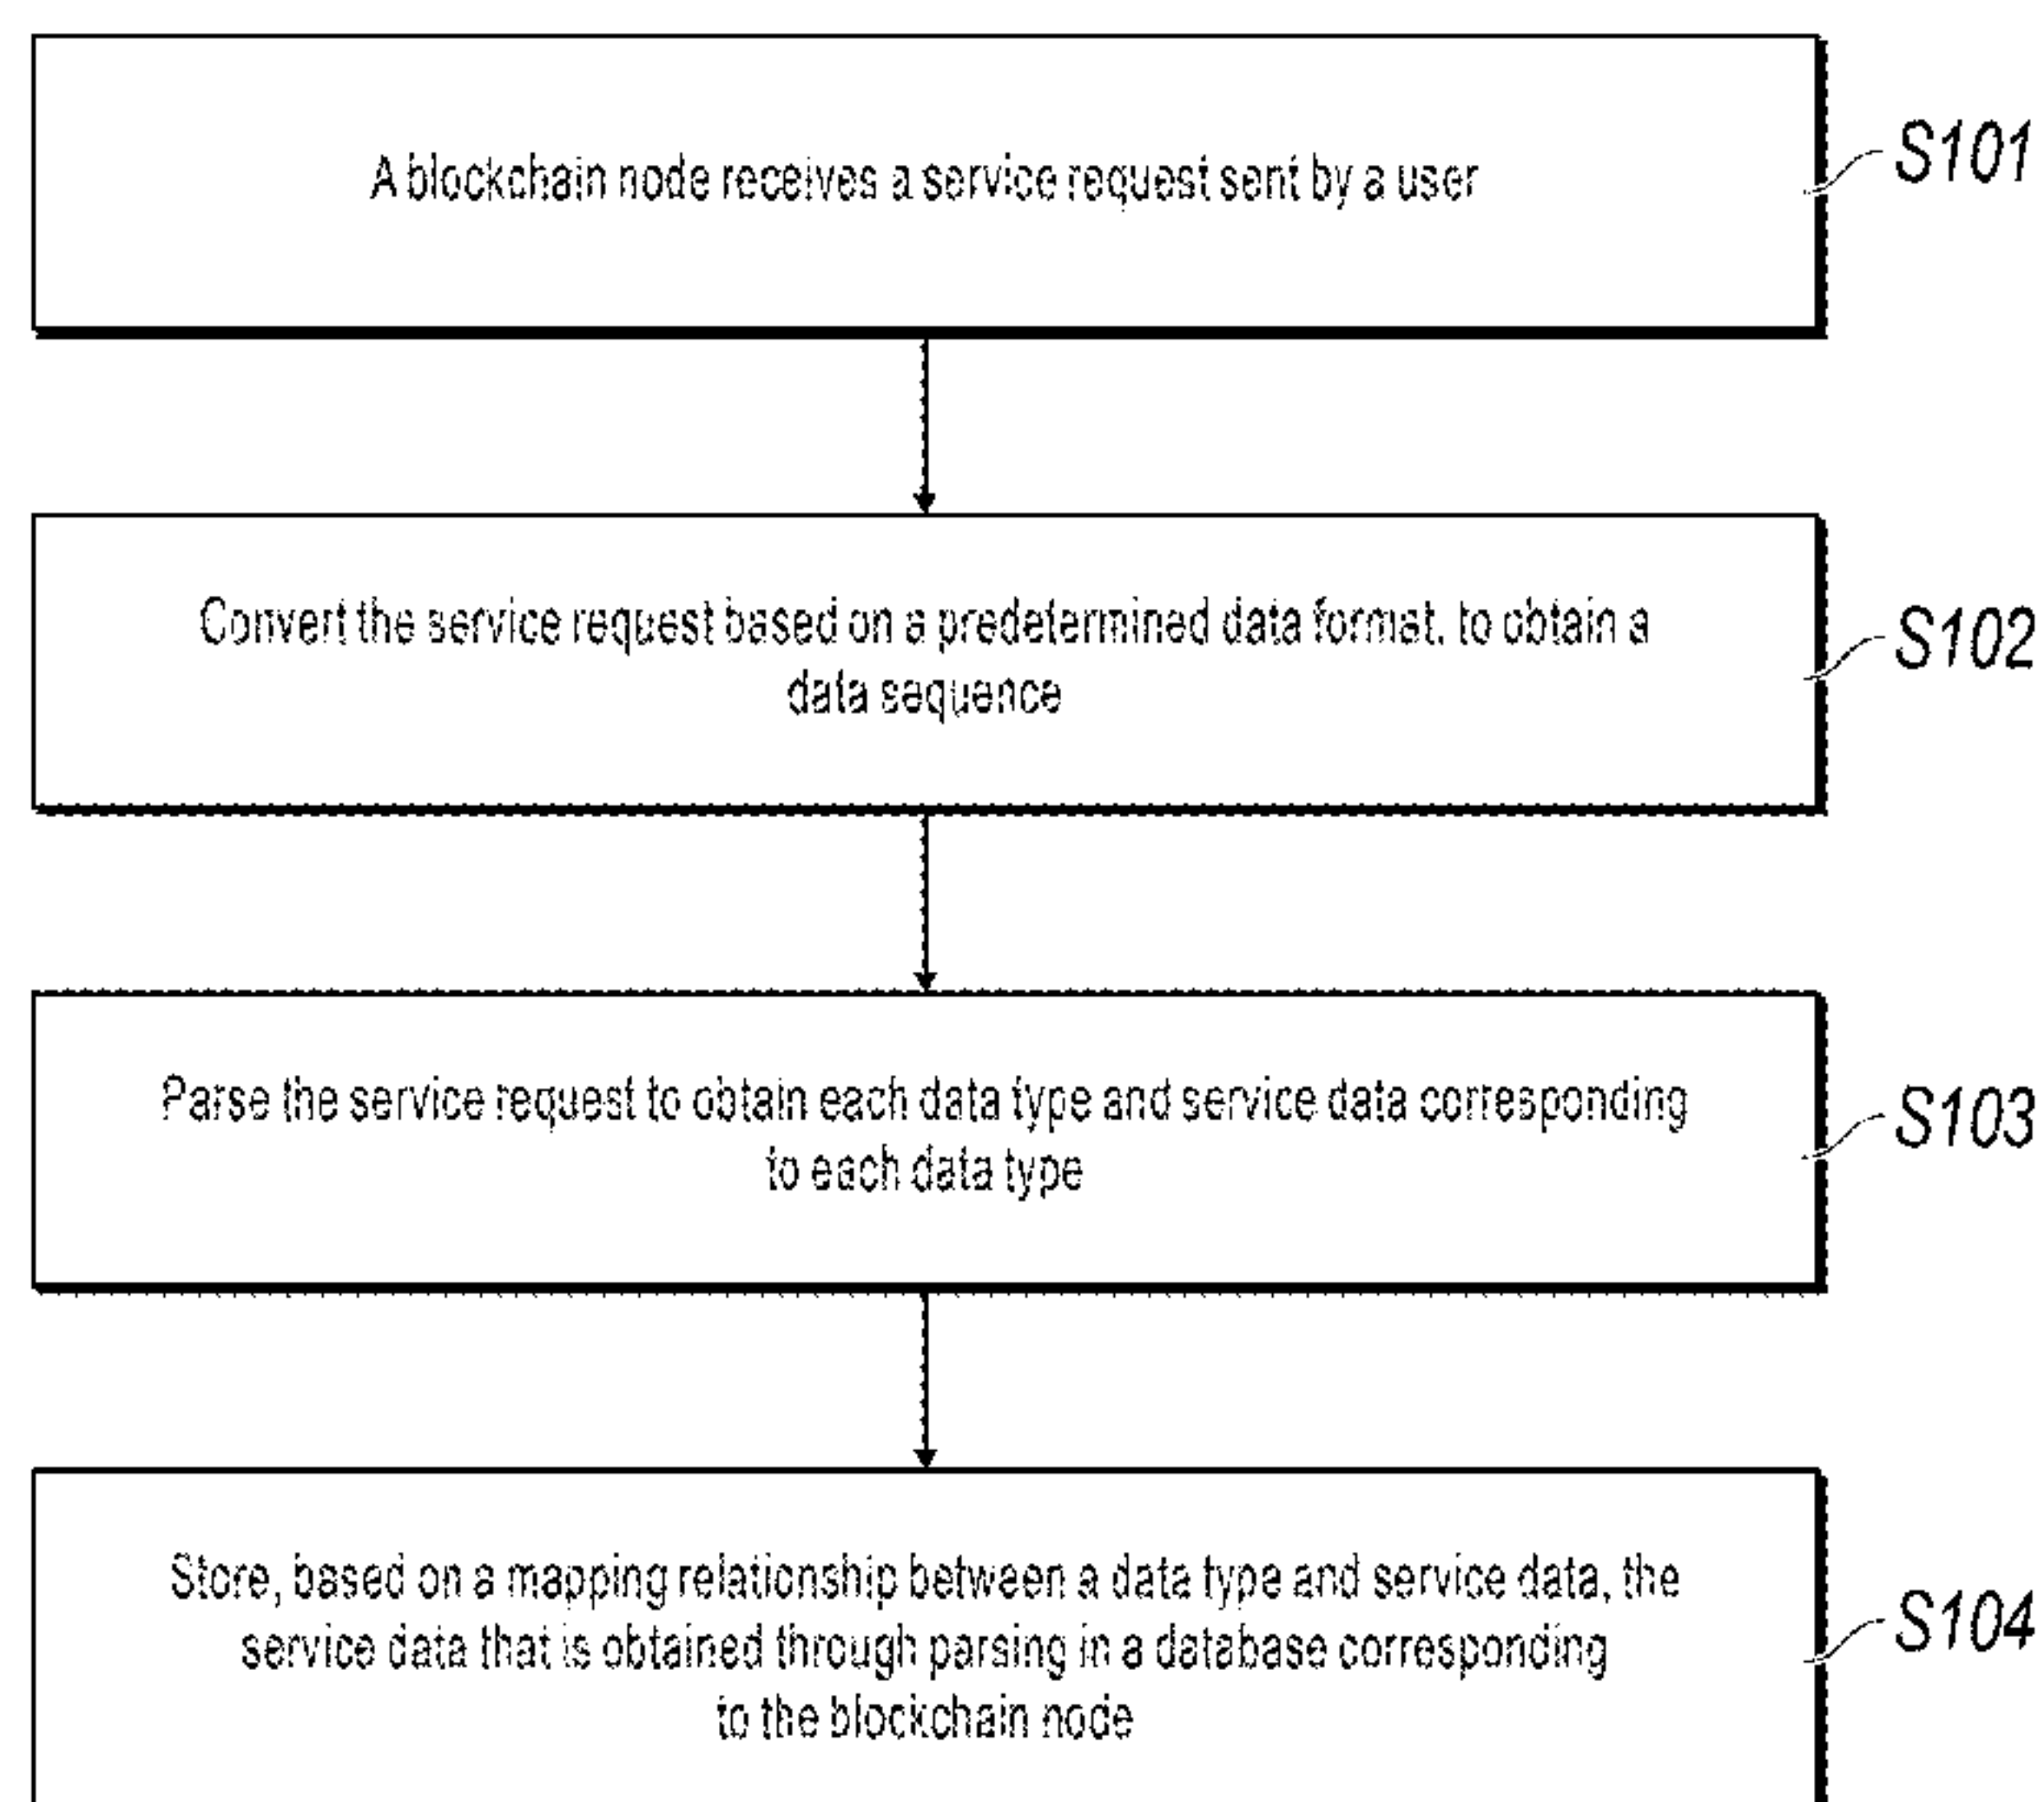 A blockchain node receives a service request sent by a user
S101
Convert the service request based on a predetermined data format, to obtain a
data sequence
S102
Parse the service request to obtain each data type and service data corresponding
to each data type
S103
Store, based on a mapping relationship between a data type and service data, the
service data that is obtained through parsing in a database corresponding
to the blockchain node
S104